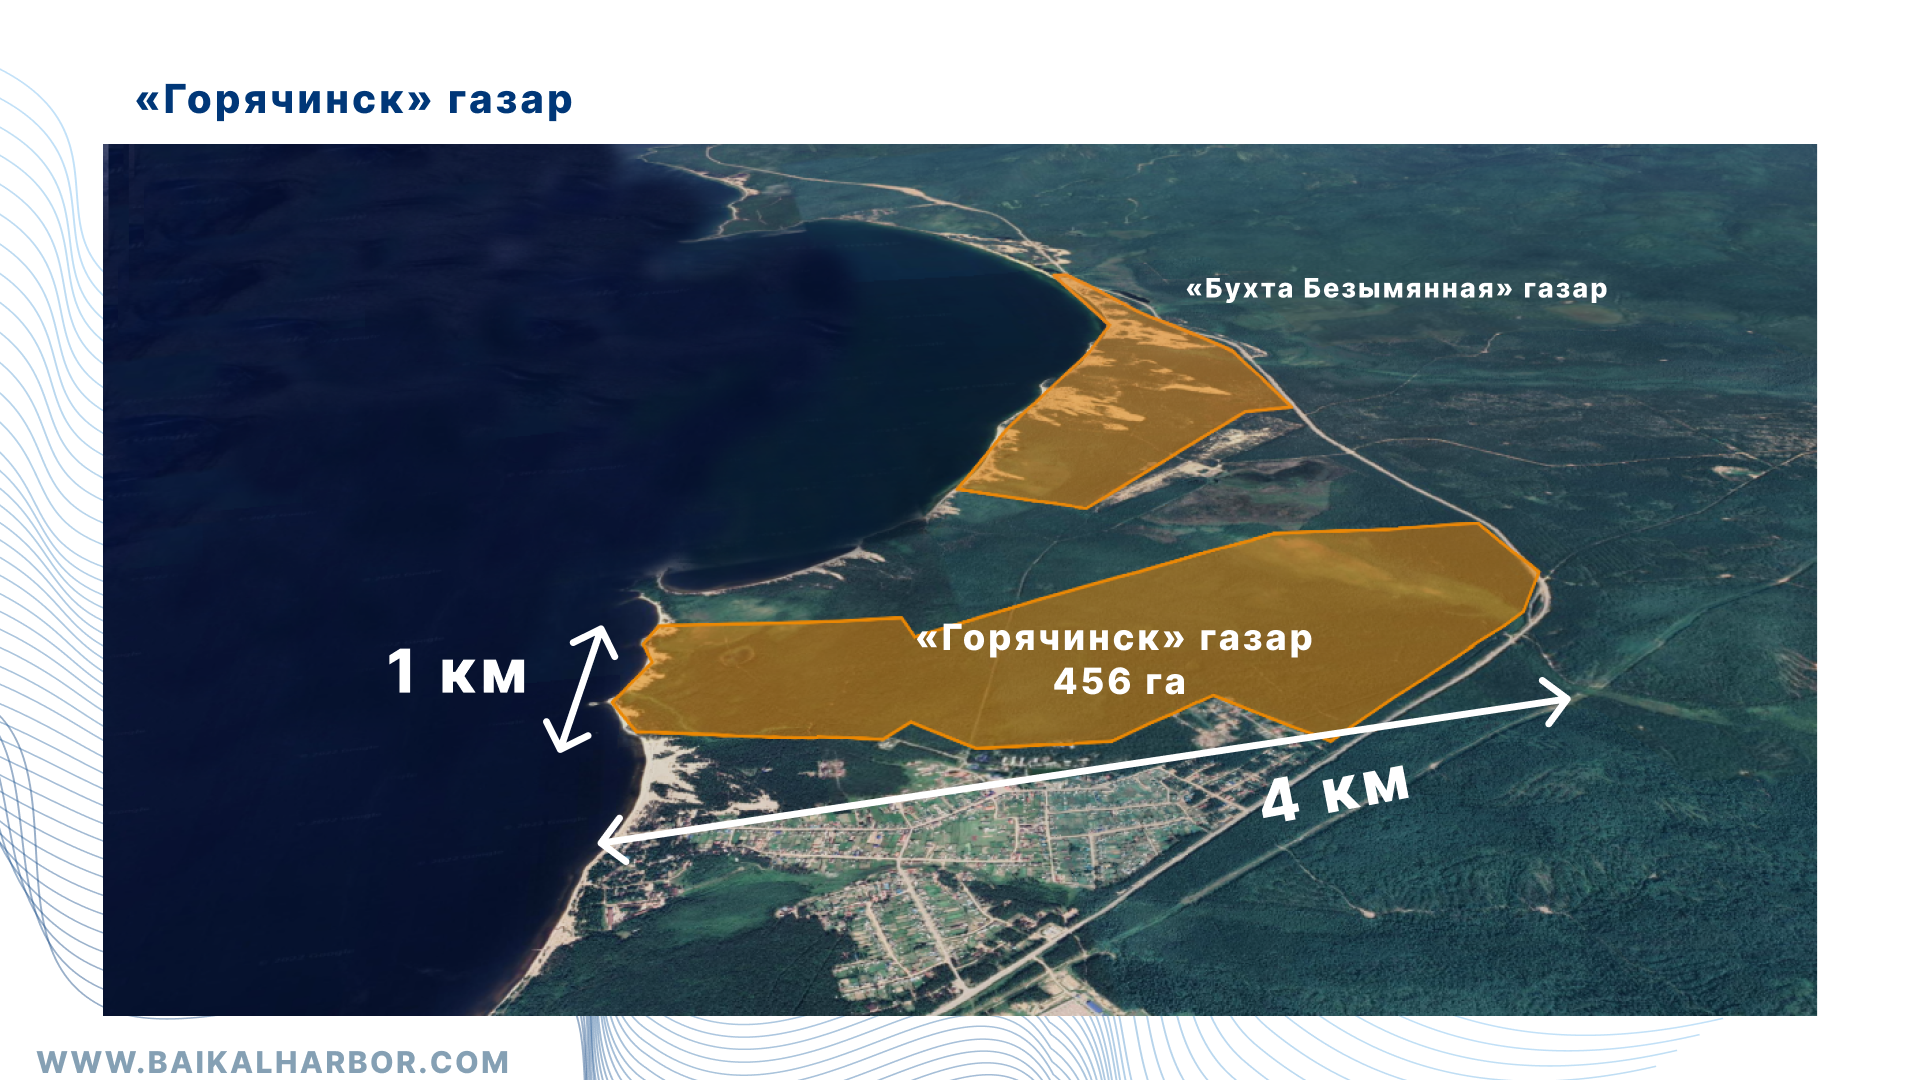 «Горячинск» газар
«Бухта Безымянная» газар
«Горячинск» газар
456 га
1 км
4 км
WWW.BAIKALHARBOR.COM